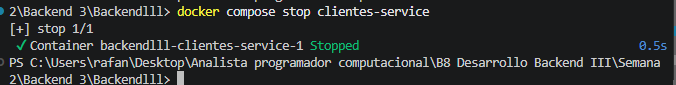 2\Backend 3\Backendlll> docker compose stop clientes-service
[+] stop 1/1
✓Container backendlll-clientes-service-1 Stopped 0.5s
PS C:\Users\rafan\Desktop\Analista programador computacional\B8 Desarrollo Backend III\Semana
2\Backend 3\Backendlll>